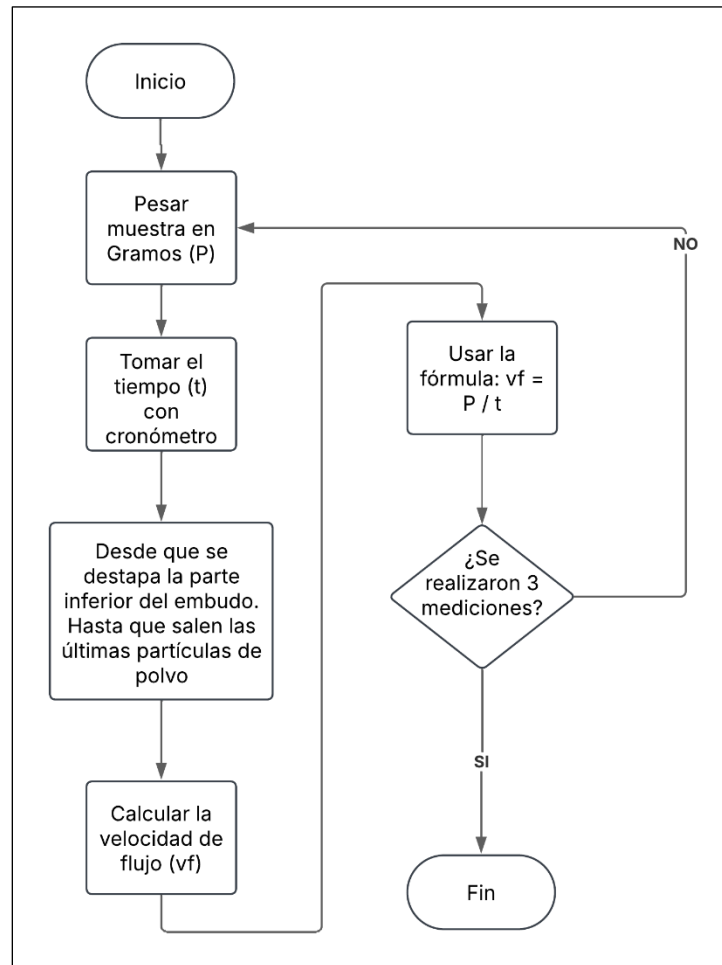 Inicio
Pesar
muestra en
Gramos (P)
Tomar el
tiempo (t)
con
cronómetro
Desde que se
destapa la parte
inferior del embudo.
Hasta que salen las
últimas partículas de
polvo
Calcular la
velocidad de
flujo (vf)
Usar la
fórmula: vf =
P / t
¿Se
realizaron 3
mediciones?
NO
SI
Fin